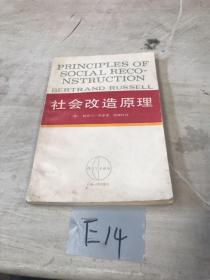 PRINCIPLES OF
SOCIAL RECO-
NSTRUCTION
BERTRAND RUSSELL
社会改造原理
E14